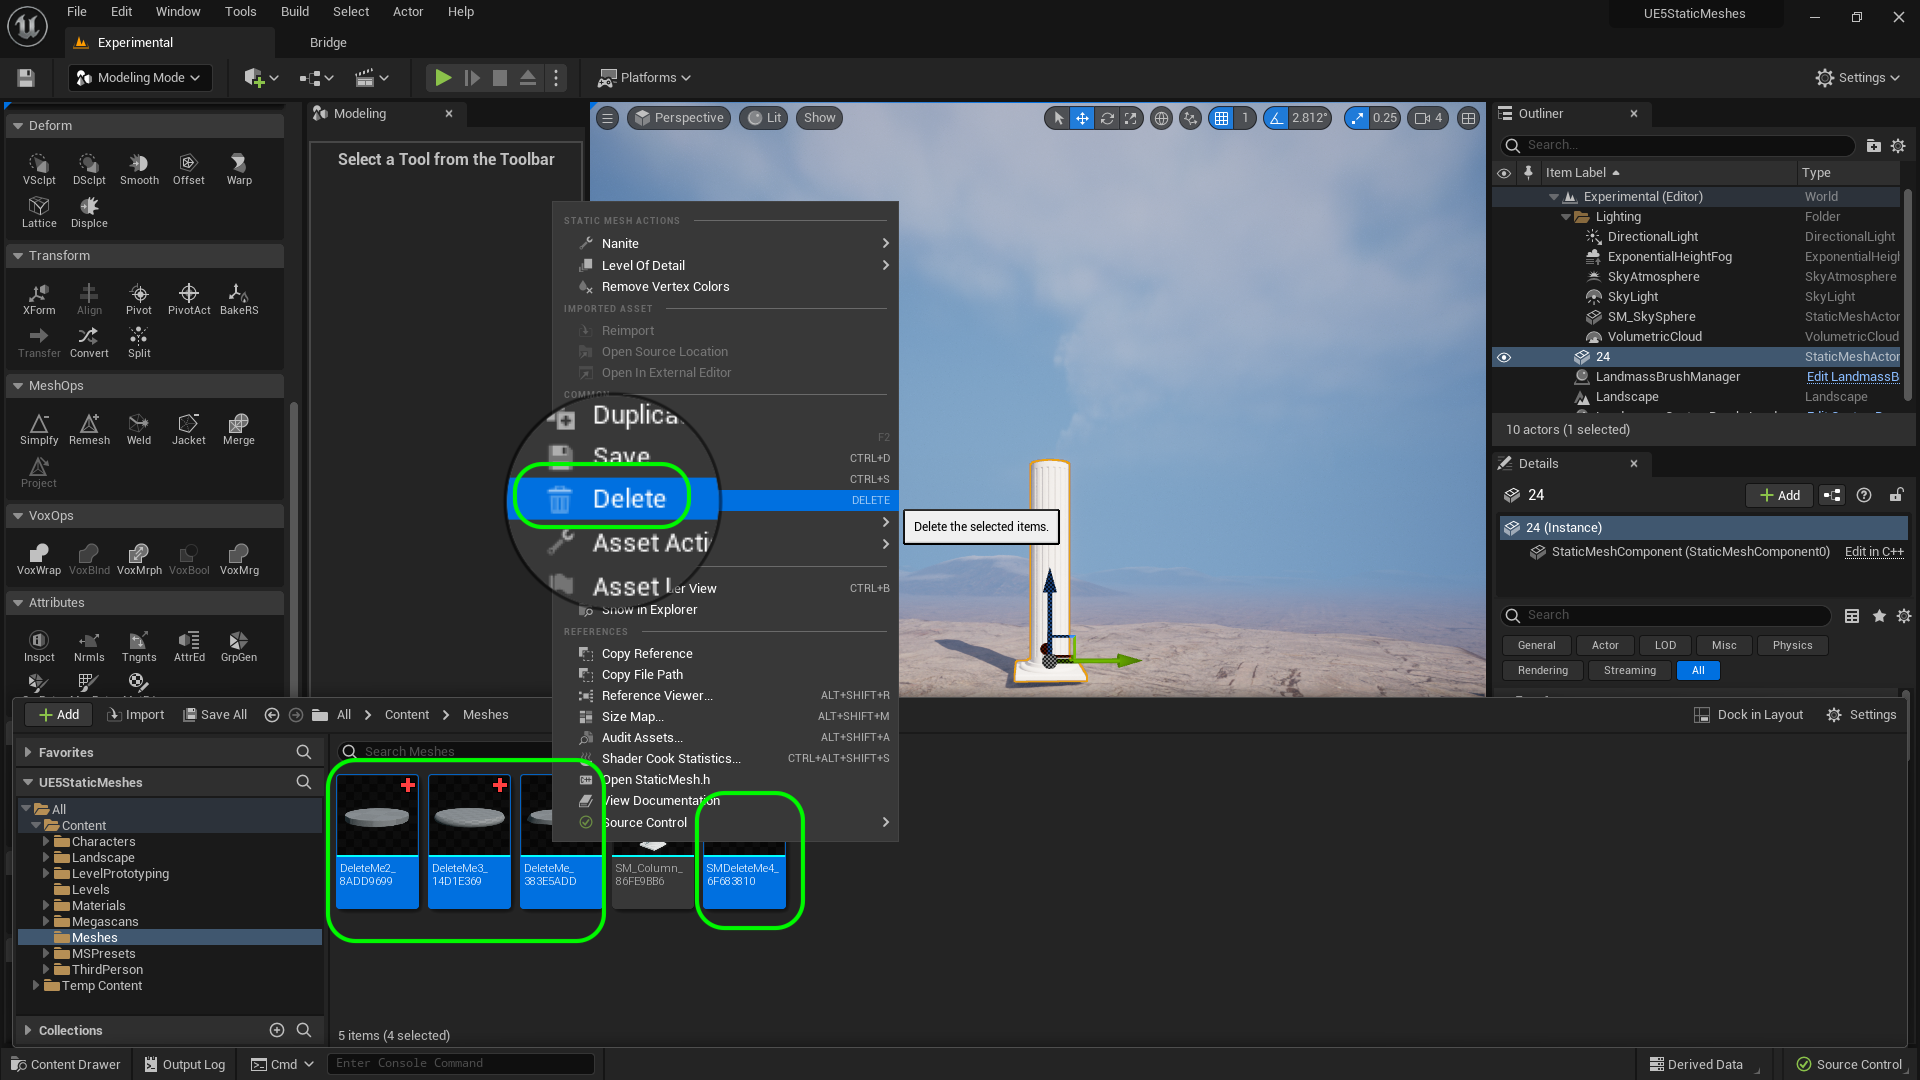 File Edit Window Tools Build Select Actor Help
UE5StaticMeshes
Experimental
Bridge
Modeling Mode
Platforms
Settings
Deform
VSclpt DSclpt Smooth Offset Warp
Lattice Displce
Transform
XForm Align Pivot PivotAct BakeRS
Transfer Convert Split
MeshOps
Simplfy Remesh Weld Jacket Merge
Project
VoxOps
VoxWrap VoxBlnd VoxMrph VoxBool VoxMrg
Attributes
Inspct Nrmls Tngnts AttrEd GrpGen
Modeling
Select a Tool from the Toolbar
Perspective Lit Show
1 2.812° 0.25 4
STATIC MESH ACTIONS
Nanite
Level Of Detail
Remove Vertex Colors
IMPORTED ASSET
Reimport
Open Source Location
Open In External Editor
COMMON
F2
Duplica
CTRL+D
Save
CTRL+S
Delete
DELETE
Delete the selected items.
Asset Acti
Asset
er View
CTRL+B
Show in Explorer
REFERENCES
Copy Reference
Copy File Path
Reference Viewer... ALT+SHIFT+R
Size Map... ALT+SHIFT+M
Audit Assets... ALT+SHIFT+A
Shader Cook Statistics... CTRL+ALT+SHIFT+S
Open StaticMesh.h
View Documentation
Source Control
Outliner
Search...
Item Label Type
Experimental (Editor) World
Lighting Folder
DirectionalLight DirectionalLight
ExponentialHeightFog ExponentialHeigh
SkyAtmosphere SkyAtmosphere
SkyLight SkyLight
SM_SkySphere StaticMeshActor
VolumetricCloud VolumetricCloud
24 StaticMeshActor
LandmassBrushManager Edit LandmassB
Landscape Landscape
10 actors (1 selected)
Details
24
Add
24 (Instance)
StaticMeshComponent (StaticMeshComponent0) Edit in C++
Search
General Actor LOD Misc Physics
Rendering Streaming All
Add Import Save All All Content Meshes
Dock in Layout Settings
Favorites
Search Meshes
UE5StaticMeshes
All
Content
Characters
Landscape
LevelPrototyping
Levels
Materials
Megascans
Meshes
MSPresets
ThirdPerson
Temp Content
Collections
DeleteMe2_
8ADD9699
DeleteMe3_
14D1E369
DeleteMe_
383E5ADD
SM_Column_
86FE9BB6
SMDeleteMe4_
6F683810
5 items (4 selected)
Content Drawer Output Log Cmd Enter Console Command
Derived Data Source Control